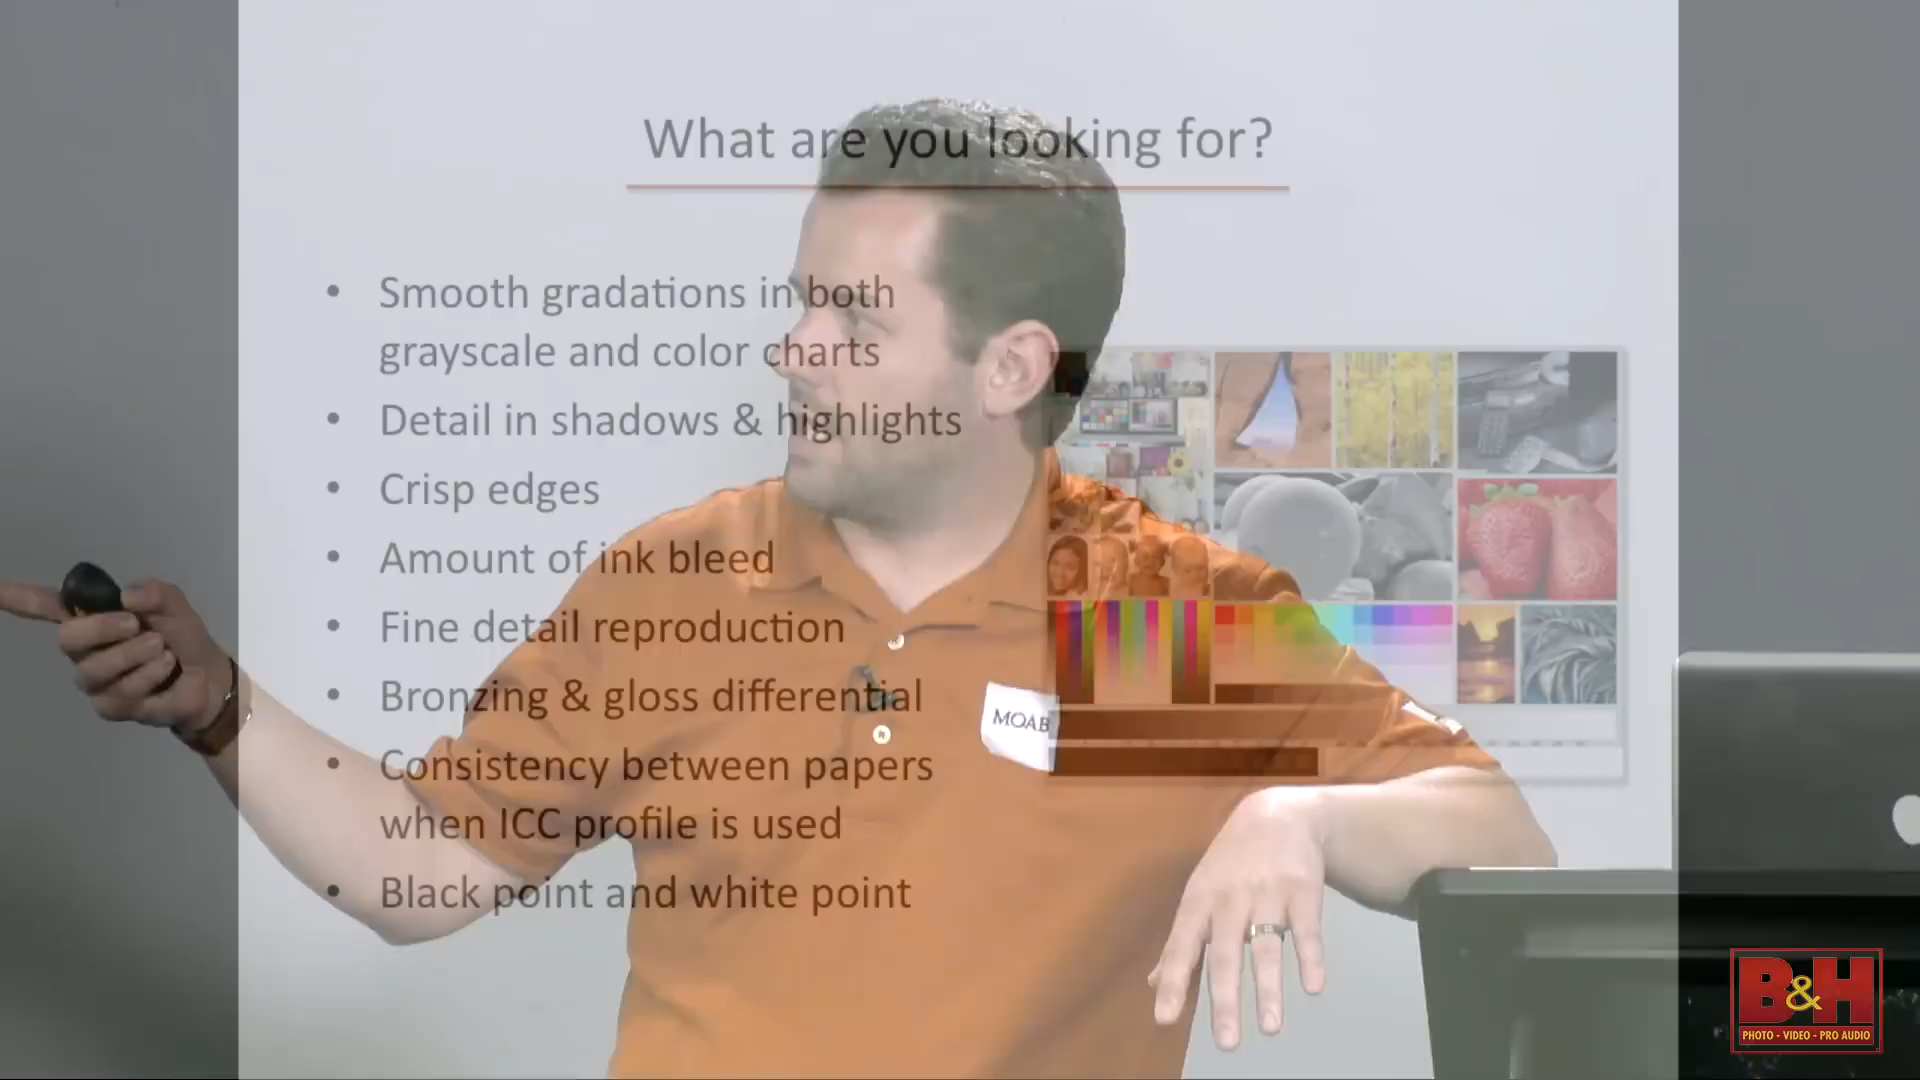 What are you looking for?
• Smooth gradations in both
grayscale and color charts
• Detail in shadows & highlights
• Crisp edges
• Amount of ink bleed
• Fine detail reproduction
• Bronzing & gloss differential
• Consistency between papers
when ICC profile is used
• Black point and white point
MOAB
B&H
PHOTO - VIDEO - PRO AUDIO